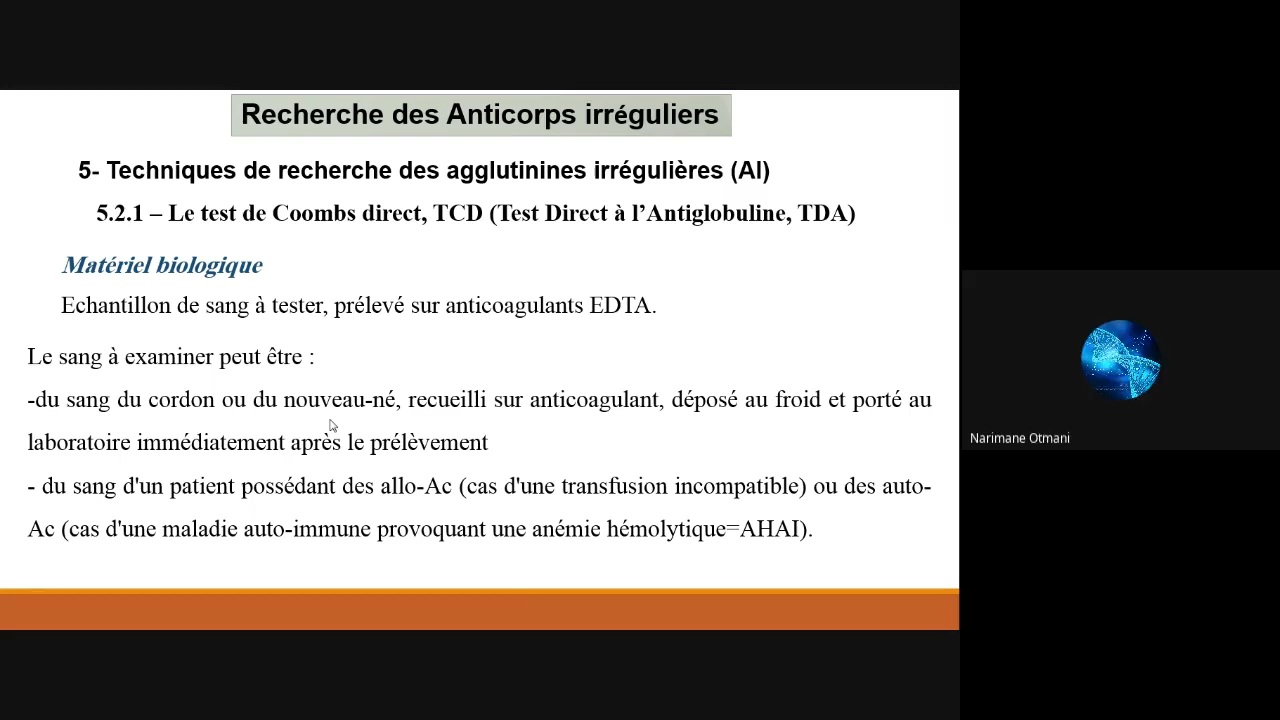 Recherche des Anticorps irréguliers
5- Techniques de recherche des agglutinines irrégulières (AI)
5.2.1 – Le test de Coombs direct, TCD (Test Direct à l’Antiglobuline, TDA)
Matériel biologique
Echantillon de sang à tester, prélevé sur anticoagulants EDTA.
Le sang à examiner peut être :
-du sang du cordon ou du nouveau-né, recueilli sur anticoagulant, déposé au froid et porté au
laboratoire immédiatement après le prélèvement
- du sang d'un patient possédant des allo-Ac (cas d'une transfusion incompatible) ou des auto-
Ac (cas d'une maladie auto-immune provoquant une anémie hémolytique=AHAI).
Narimane Otmani